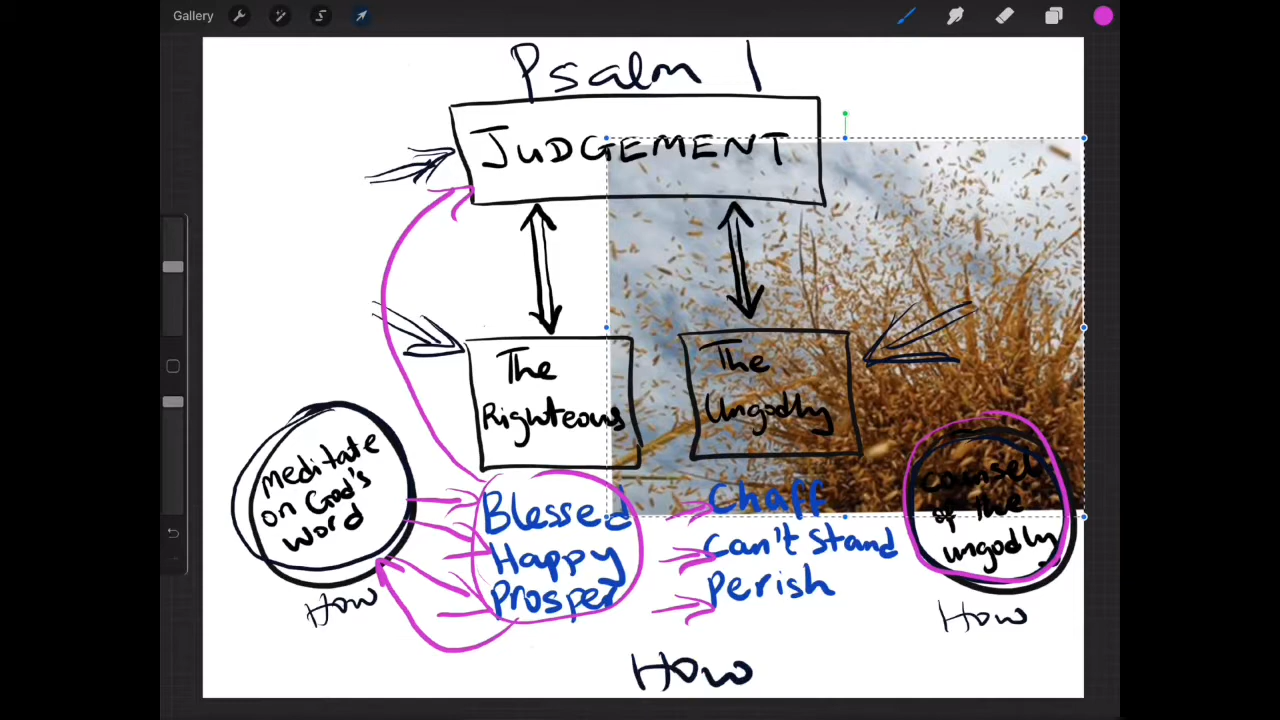 Gallery
Psalm 1
JUDGEMENT
The
Righteous
The
Ungodly
meditate
on God's
word
How
Blessed
Happy
Prosper
Chaff
Can't Stand
Perish
counsel
of the
ungodly
How
How